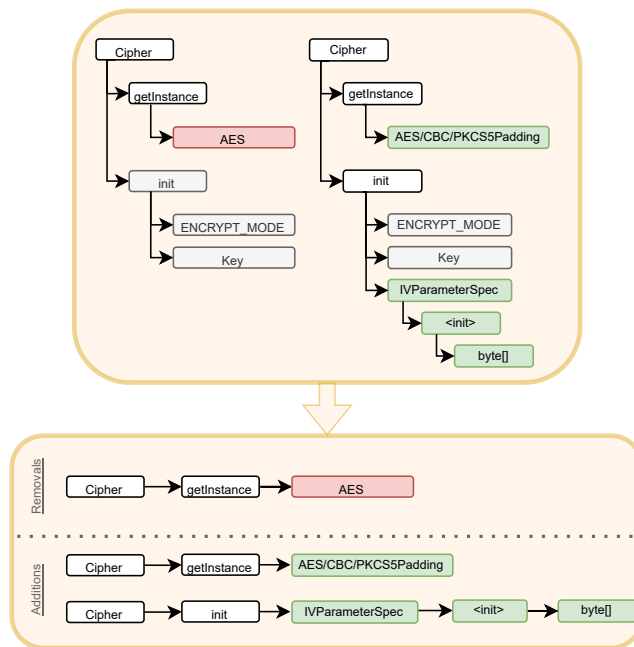 Cipher
getInstance
AES
init
ENCRYPT_MODE
Key
Cipher
getInstance
AES/CBC/PKCS5Padding
init
ENCRYPT_MODE
Key
IVParameterSpec
<init>
byte[]
Removals
Cipher
getInstance
AES
Additions
Cipher
getInstance
AES/CBC/PKCS5Padding
Cipher
init
IVParameterSpec
<init>
byte[]